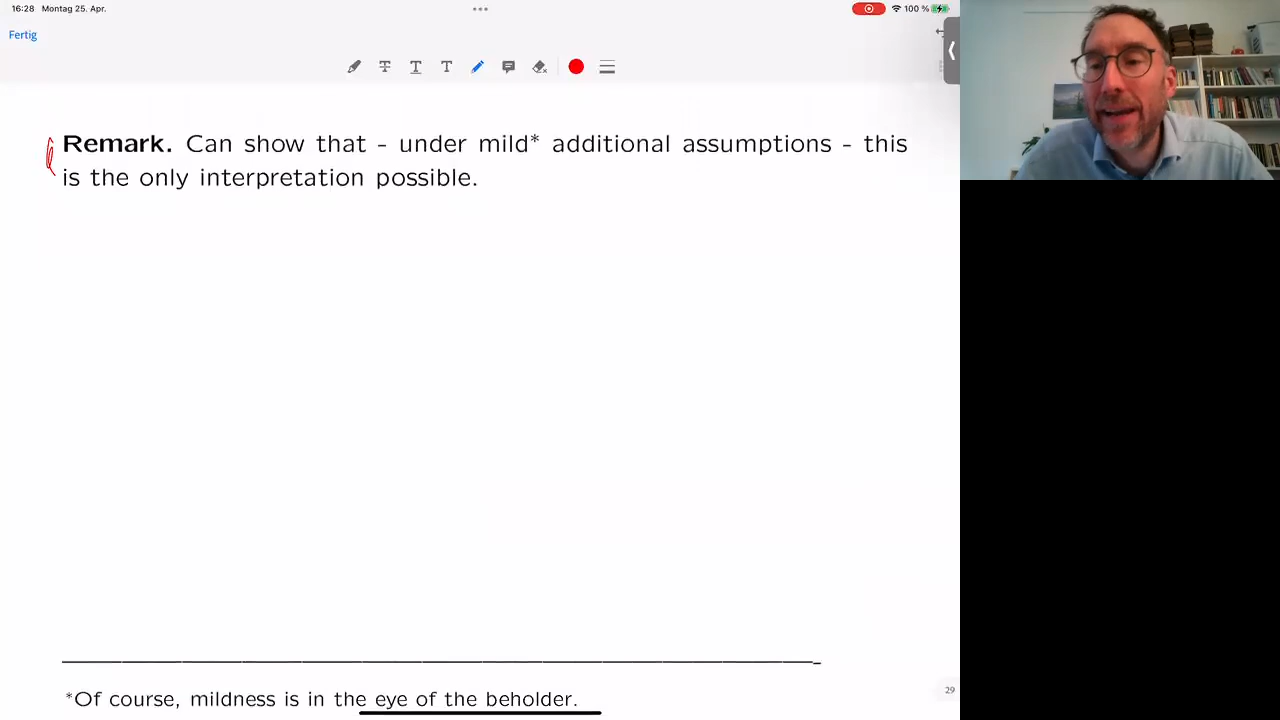 16:28 Montag 25. Apr.
100 %
Fertig
Remark. Can show that - under mild* additional assumptions - this
is the only interpretation possible.
*Of course, mildness is in the eye of the beholder.
29